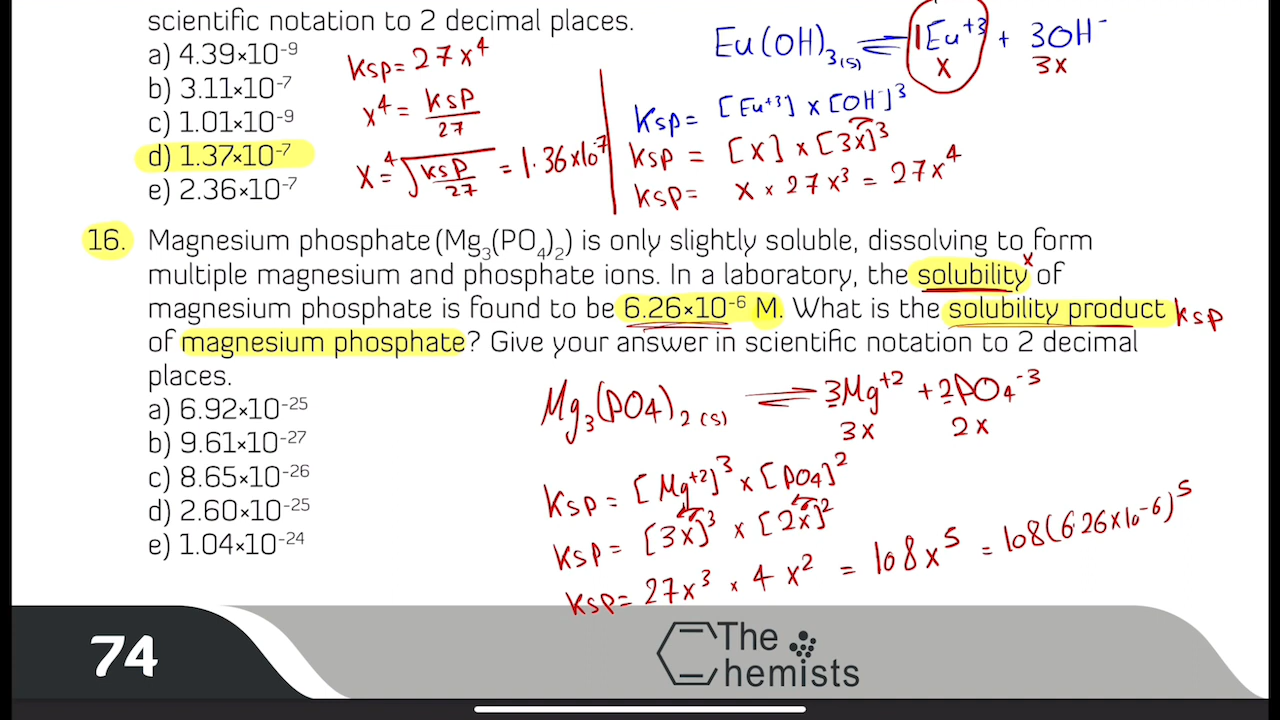 scientific notation to 2 decimal places.
a) 4.39×10⁻⁹
b) 3.11×10⁻⁷
c) 1.01×10⁻⁹
d) 1.37×10⁻⁷
e) 2.36×10⁻⁷
Ksp = 27x⁴
x⁴ = Ksp/27
x = ⁴√(Ksp/27) = 1.36×10⁷
Eu(OH)₃₍s₎ ⇌ 1Eu⁺³ + 3OH⁻
x 3x
Ksp = [Eu⁺³] × [OH⁻]³
Ksp = [x] × [3x]³
Ksp = x × 27x³ = 27x⁴
16. Magnesium phosphate (Mg₃(PO₄)₂) is only slightly soluble, dissolving to form
multiple magnesium and phosphate ions. In a laboratory, the solubility x of
magnesium phosphate is found to be 6.26×10⁻⁶ M. What is the solubility product Ksp
of magnesium phosphate? Give your answer in scientific notation to 2 decimal
places.
a) 6.92×10⁻²⁵
b) 9.61×10⁻²⁷
c) 8.65×10⁻²⁶
d) 2.60×10⁻²⁵
e) 1.04×10⁻²⁴
Mg₃(PO4)₂₍s₎ ⇌ 3Mg⁺² + 2PO₄⁻³
3x 2x
Ksp = [Mg⁺²]³ × [PO4]²
Ksp = [3x]³ × [2x]²
Ksp = 27x³ × 4x² = 108x⁵ = 108(6.26×10⁻⁶)⁵
74
The
Chemists